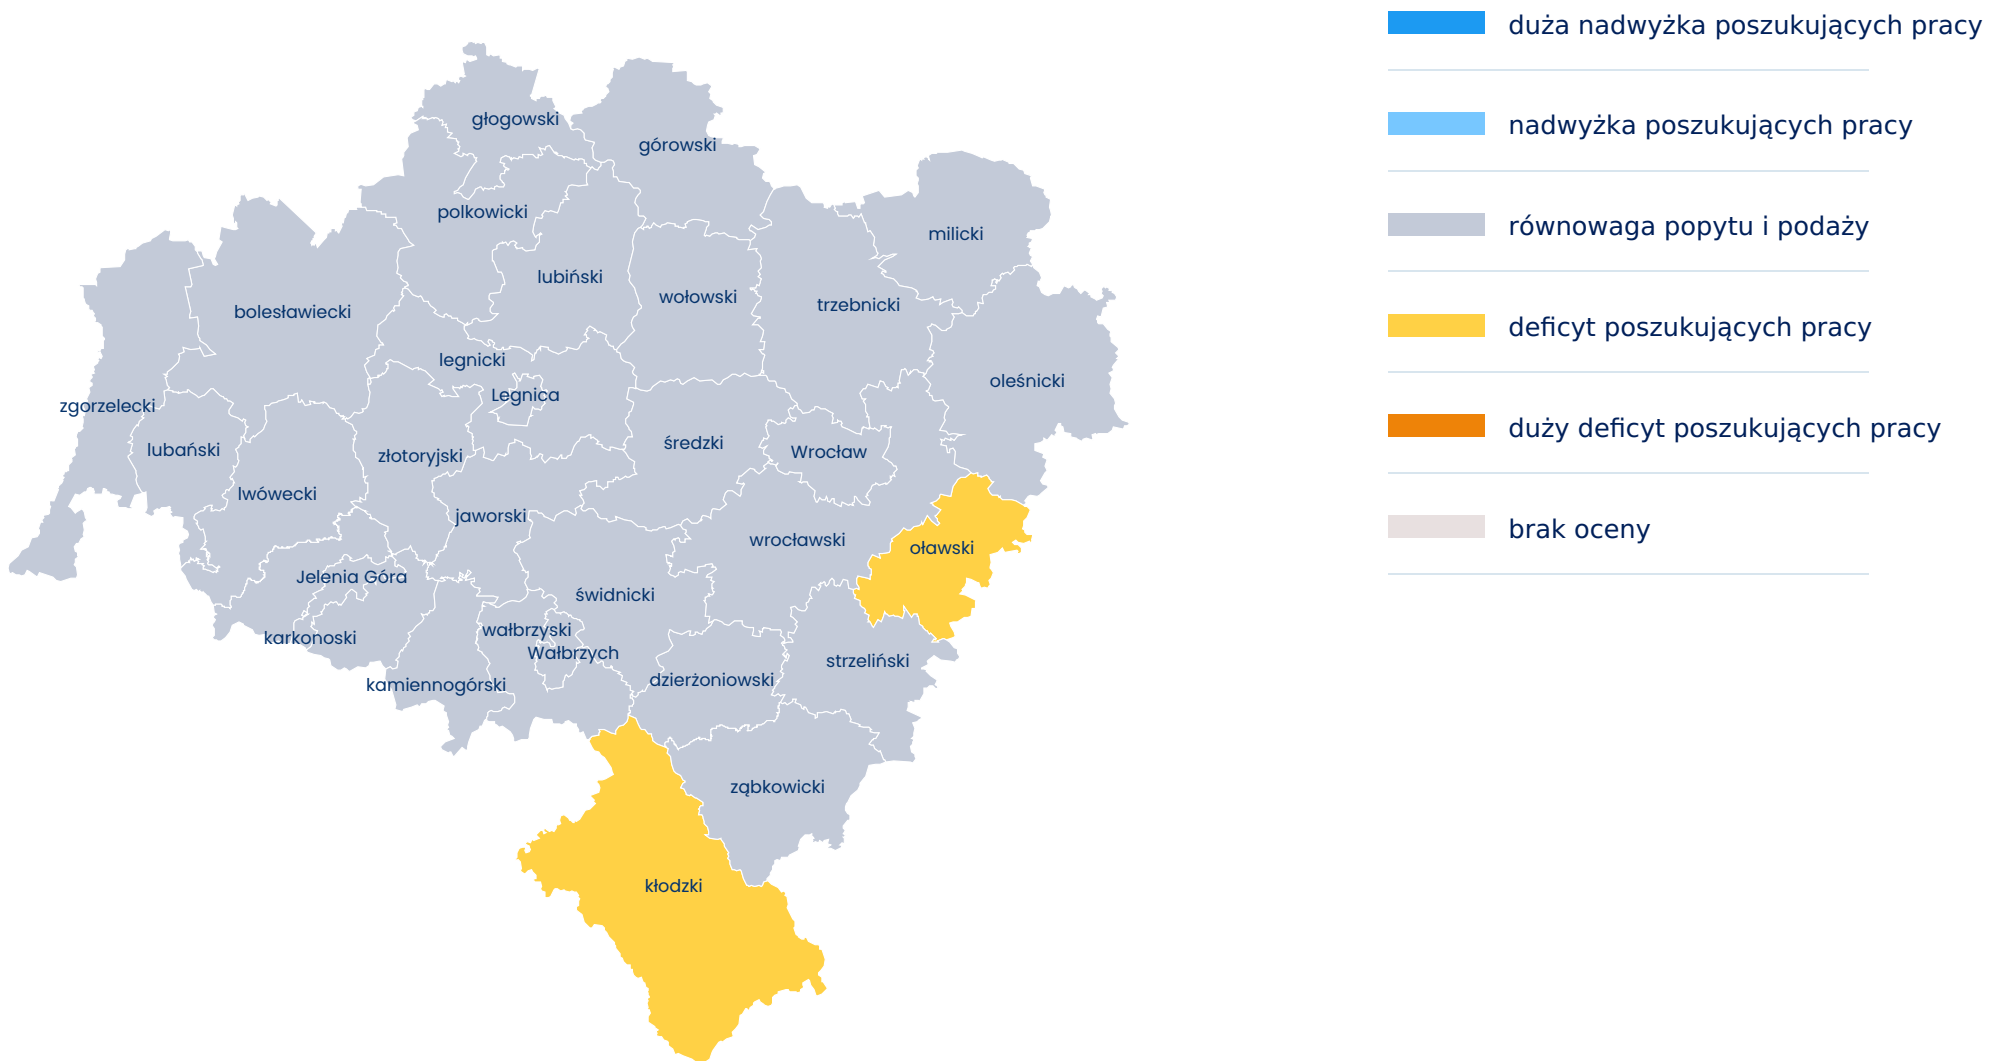 głogowski
górowski
polkowicki
milicki
lubiński
wołowski
trzebnicki
bolesławiecki
legnicki
Legnica
oleśnicki
zgorzelecki
lubański
złotoryjski
średzki
Wrocław
lwówecki
jaworski
wrocławski
oławski
Jelenia Góra
świdnicki
karkonoski
wałbrzyski
Wałbrzych
strzeliński
kamiennogórski
dzierżoniowski
ząbkowicki
kłodzki
duża nadwyżka poszukujących pracy
nadwyżka poszukujących pracy
równowaga popytu i podaży
deficyt poszukujących pracy
duży deficyt poszukujących pracy
brak oceny